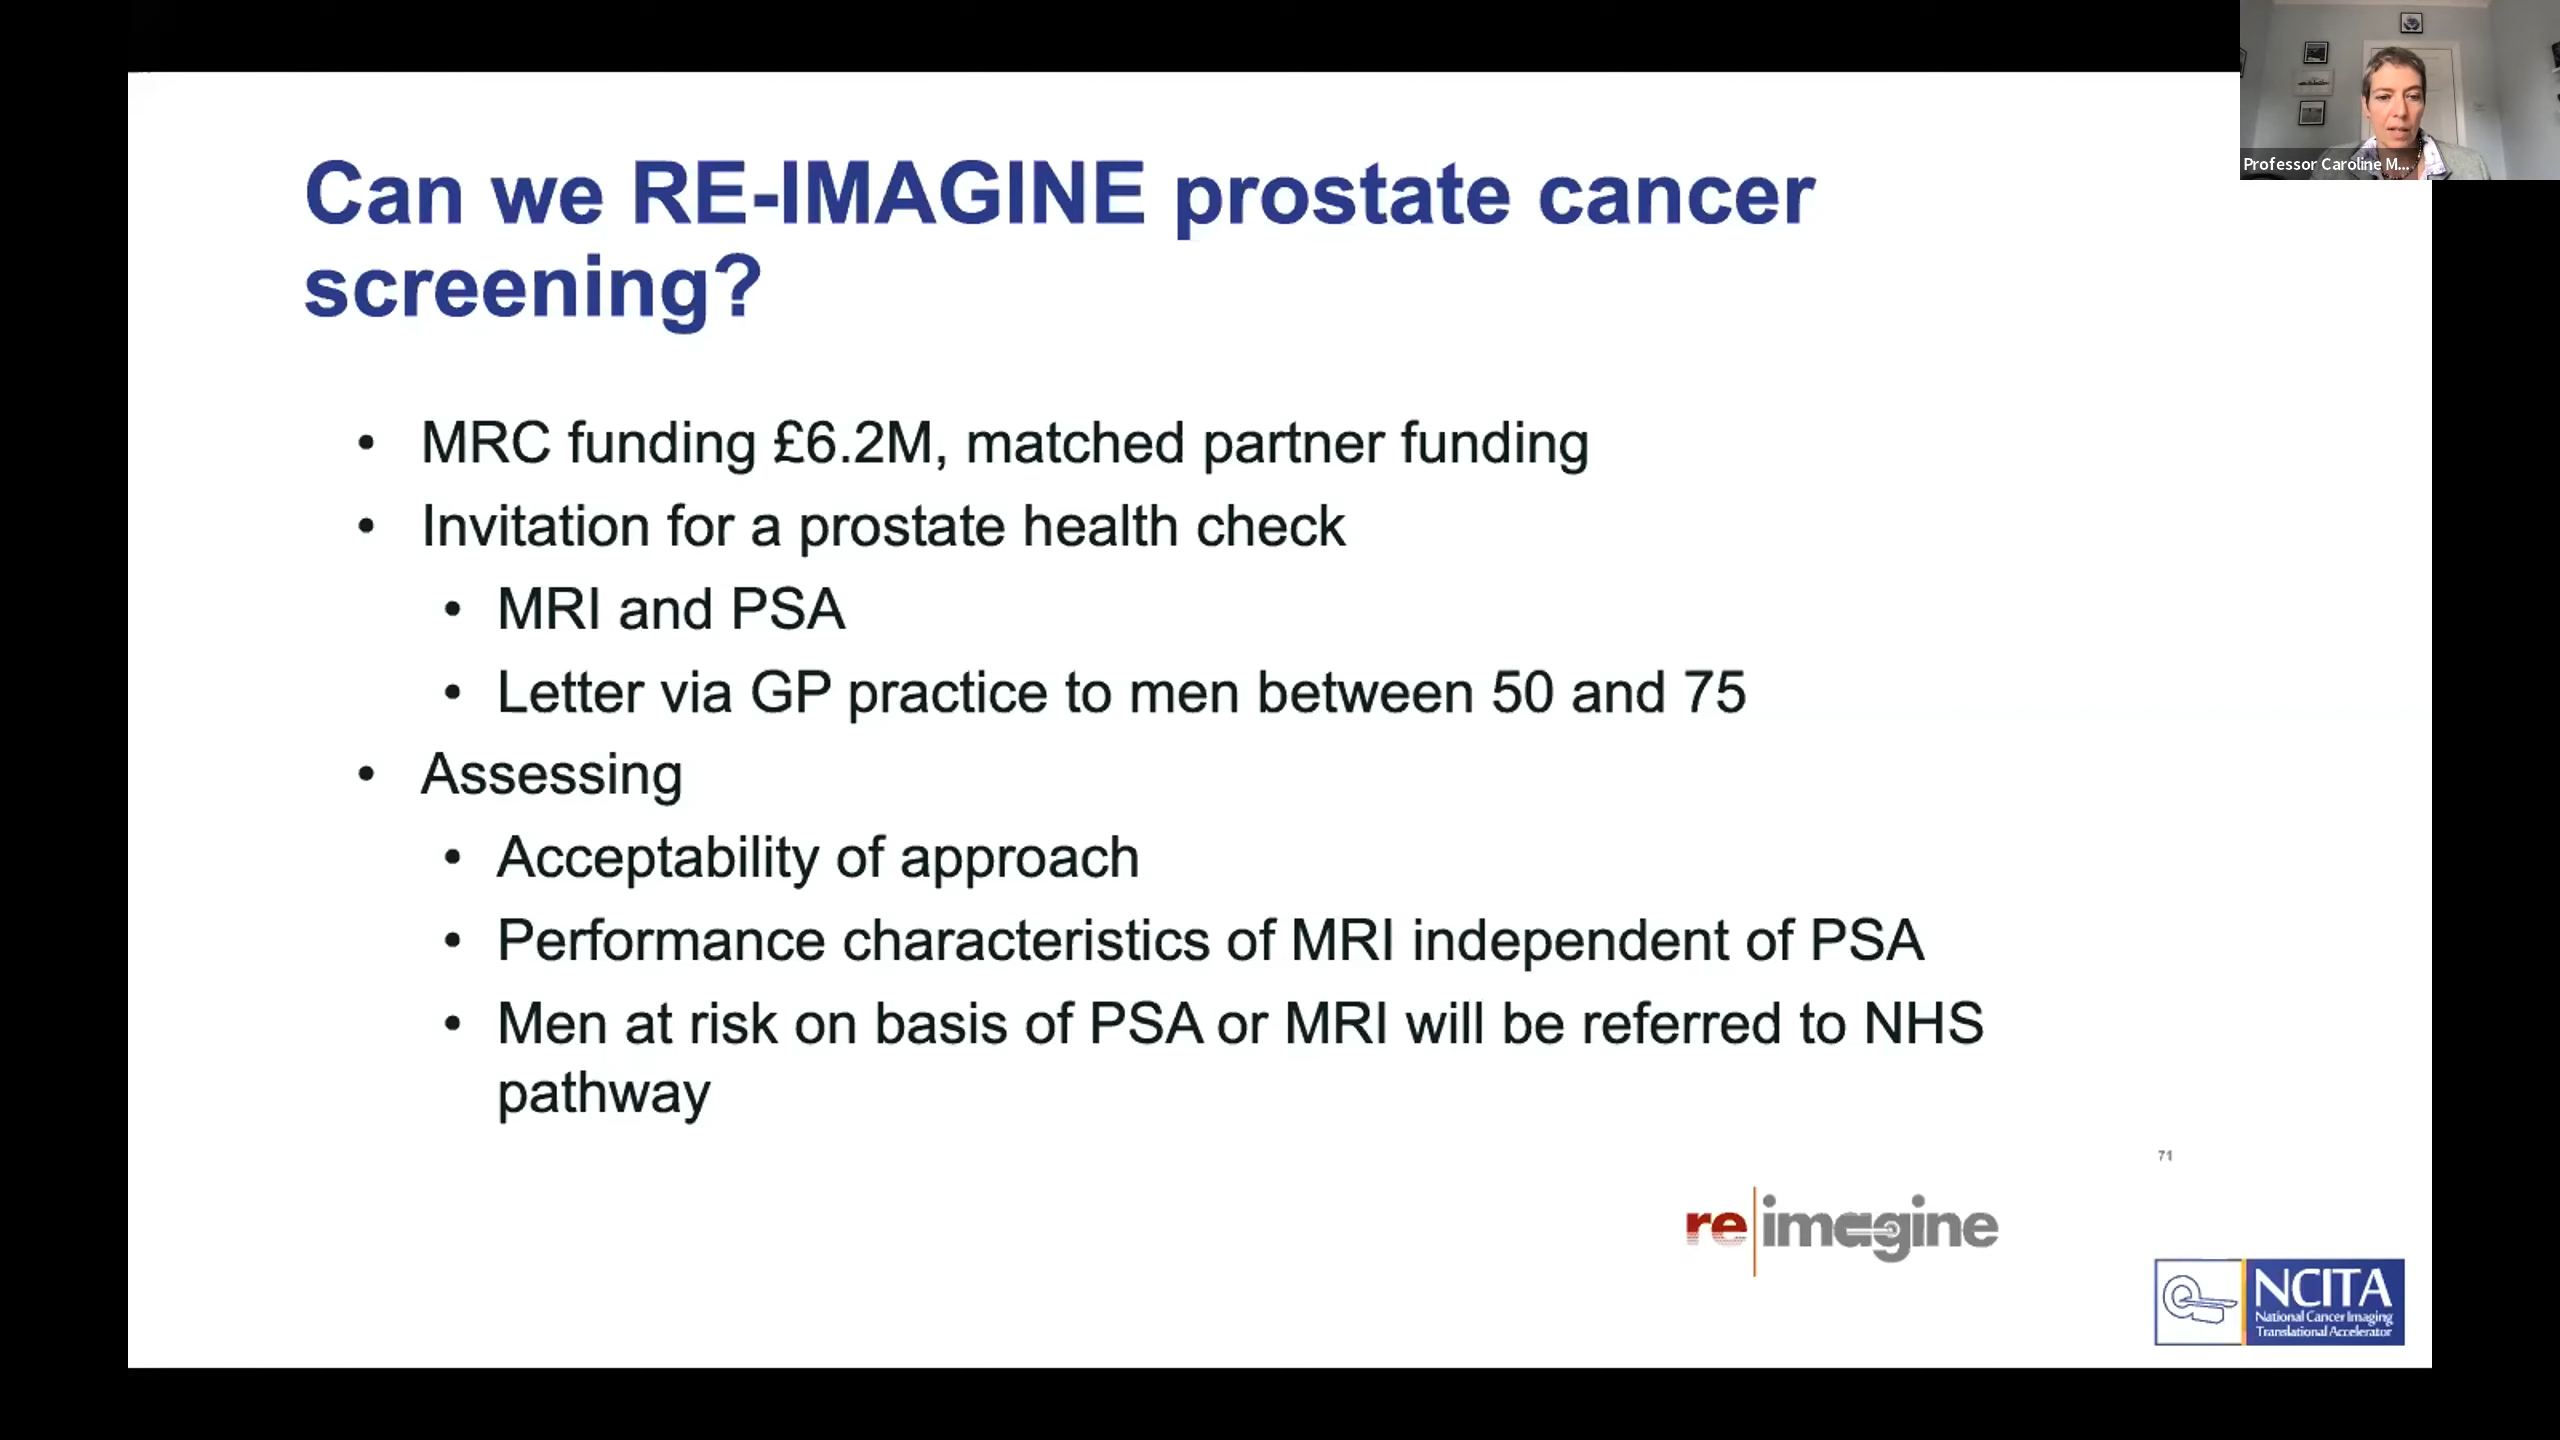 Can we RE-IMAGINE prostate cancer
screening?
• MRC funding £6.2M, matched partner funding
• Invitation for a prostate health check
• MRI and PSA
• Letter via GP practice to men between 50 and 75
• Assessing
• Acceptability of approach
• Performance characteristics of MRI independent of PSA
• Men at risk on basis of PSA or MRI will be referred to NHS
pathway
71
re imagine
NCITA
National Cancer Imaging
Translational Accelerator
Professor Caroline M...